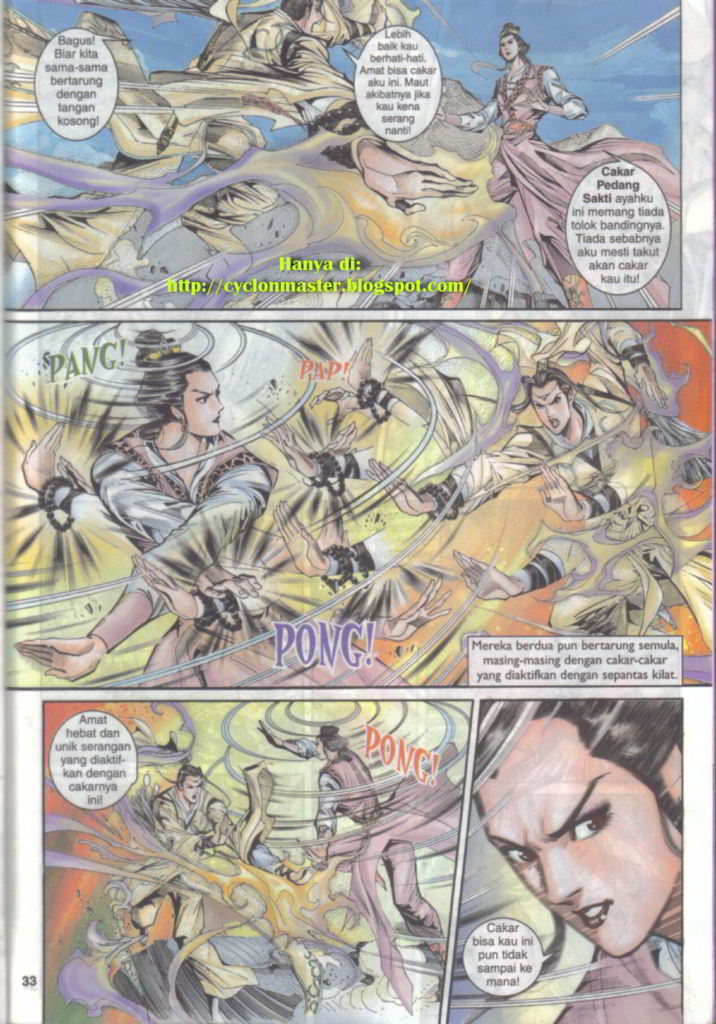 Bagus!
Biar kita
sama-sama
bertarung
dengan
tangan
kosong!
Lebih
baik kau
berhati-hati.
Amat bisa cakar
aku ini. Maut
akibatnya jika
kau kena
serang
nanti!
Cakar
Pedang
Sakti ayahku
ini memang tiada
tolok bandingnya.
Tiada sebabnya
aku mesti takut
akan cakar
kau itu!
Hanya di:
http://cyclonmaster.blogspot.com/
PANG!
PAP!
PONG!
Mereka berdua pun bertarung semula,
masing-masing dengan cakar-cakar
yang diaktifkan dengan sepantas kilat.
Amat
hebat dan
unik serangan
yang diaktif-
kan dengan
cakarnya
ini!
PONG!
Cakar
bisa kau ini
pun tidak
sampai ke
mana!
33